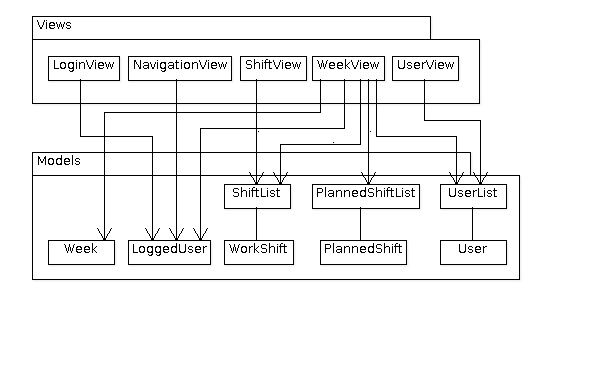 Views
LoginView NavigationView ShiftView WeekView UserView
Models
ShiftList PlannedShiftList UserList
Week LoggedUser WorkShift PlannedShift User